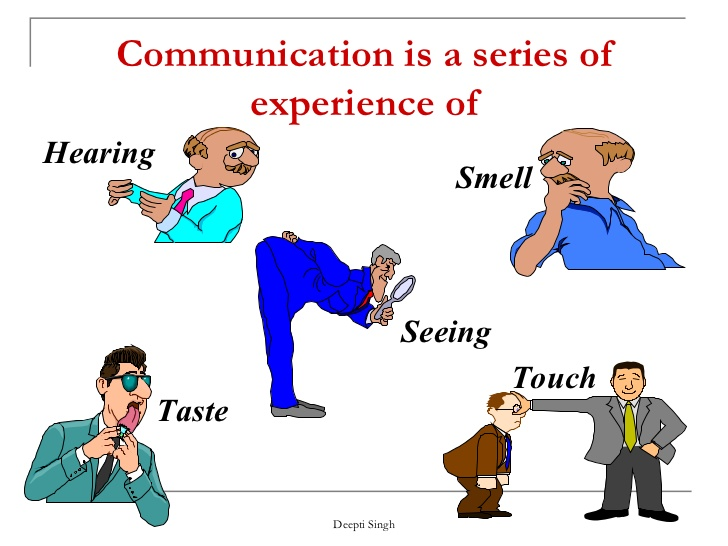 Communication is a series of
experience of
Hearing
Smell
Seeing
Touch
Taste
Deepti Singh